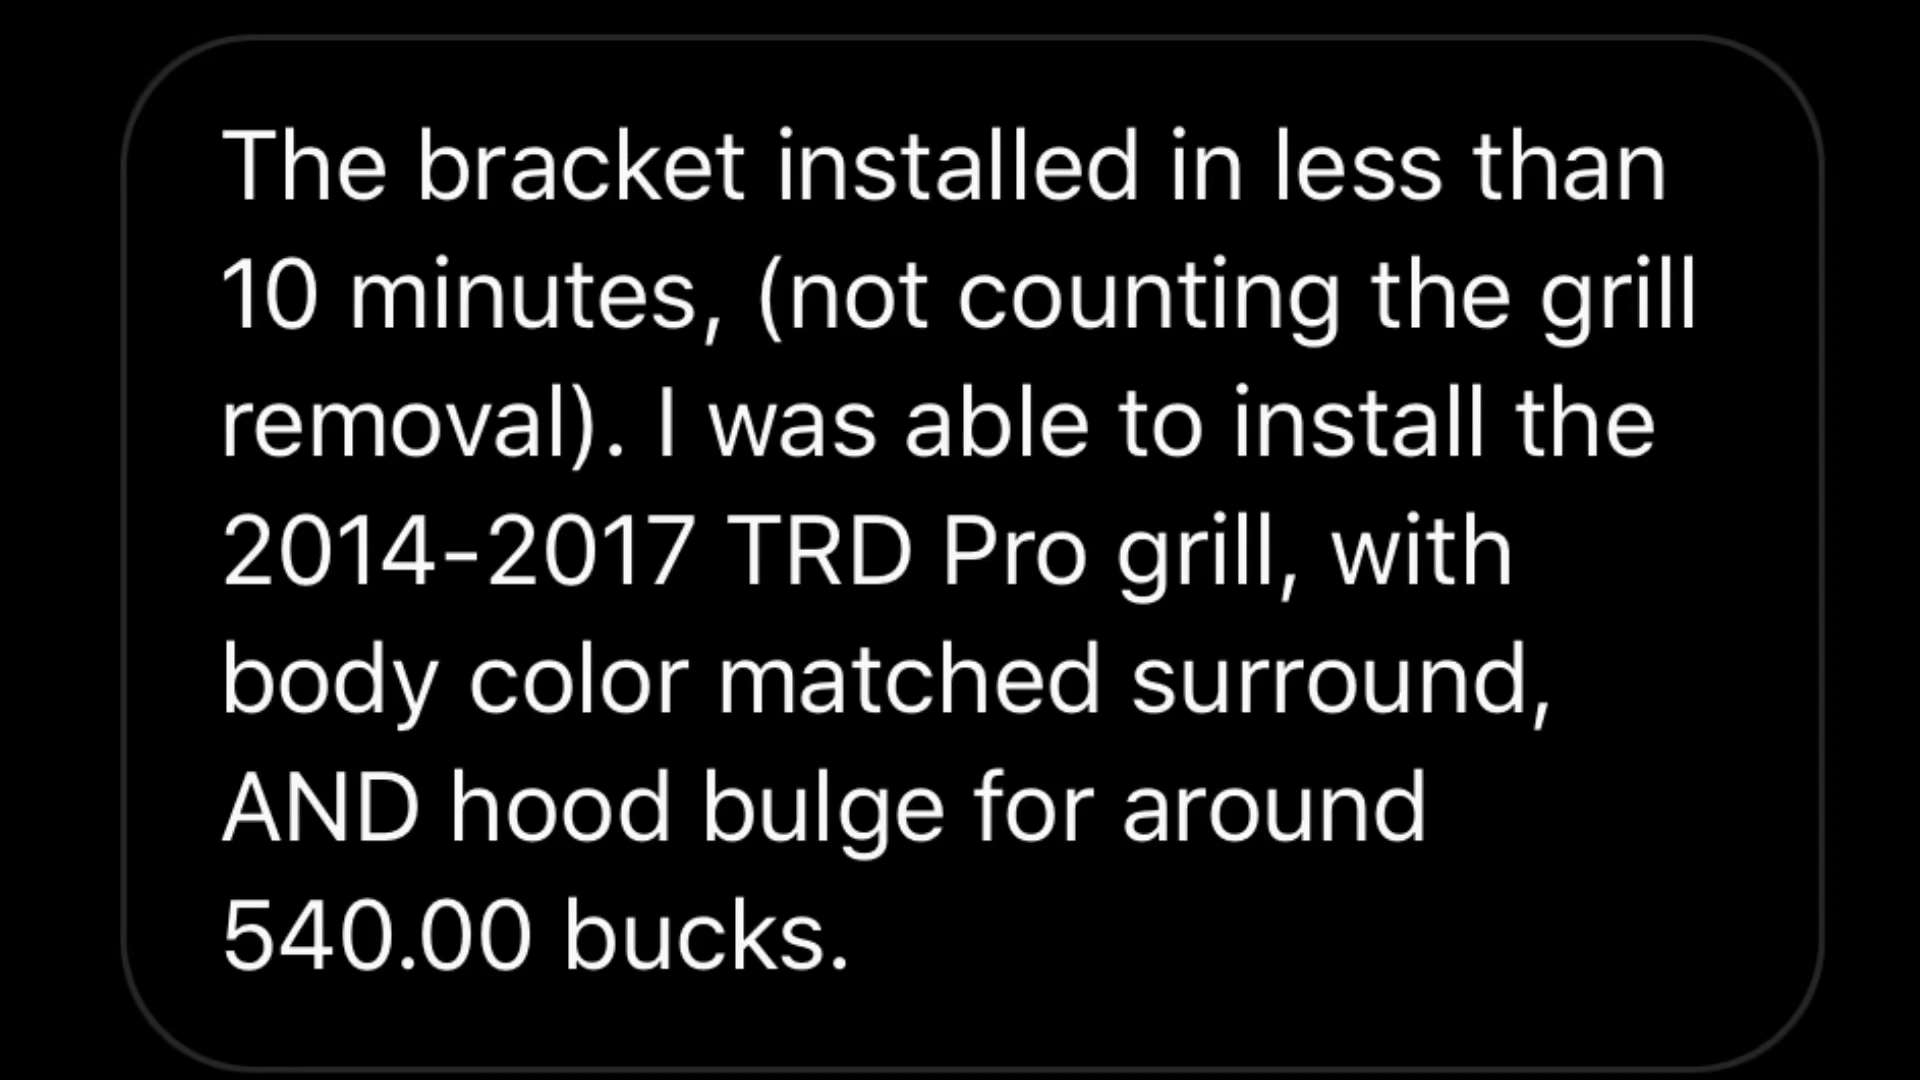 The bracket installed in less than
10 minutes, (not counting the grill
removal). I was able to install the
2014-2017 TRD Pro grill, with
body color matched surround,
AND hood bulge for around
540.00 bucks.